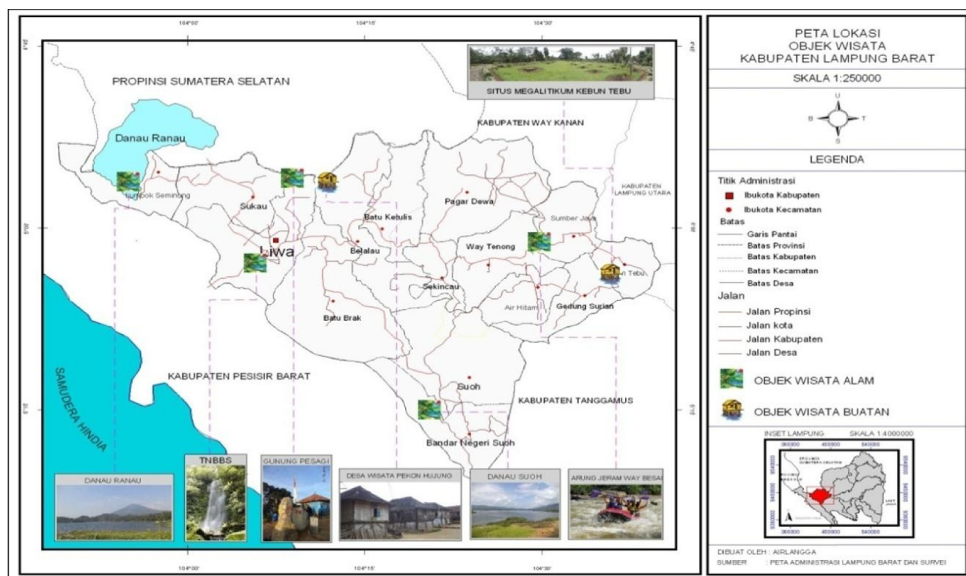 104°00'
104°15'
104°30'
PROPINSI SUMATERA SELATAN
Danau Ranau
SITUS MEGALITIKUM KEBUN TEBU
KABUPATEN WAY KANAN
KABUPATEN LAMPUNG UTARA
Sukau
Pagar Dewa
Batu Ketulis
Sumber Jaya
Liwa
Belalau
Way Tenong
Sekincau
Air Hitam
Gedung Surian
Batu Brak
KABUPATEN PESISIR BARAT
Suoh
KABUPATEN TANGGAMUS
Bandar Negeri Suoh
SAMUDERA HINDIA
DANAU RANAU
TNBBS
GUNUNG PESAGI
DESA WISATA PEKON HUJUNG
DANAU SUOH
ARUNG JERAM WAY BESAI
104°00'
104°15'
104°30'
PETA LOKASI
OBJEK WISATA
KABUPATEN LAMPUNG BARAT
SKALA 1:250000
U
B T
S
LEGENDA
Titik Administrasi
Ibukota Kabupaten
Ibukota Kecamatan
Batas
Garis Pantai
Batas Provinsi
Batas Kabupaten
Batas Kecamatan
Batas Desa
Jalan
Jalan Propinsi
Jalan kota
Jalan Kabupaten
Jalan Desa
OBJEK WISATA ALAM
OBJEK WISATA BUATAN
INSET LAMPUNG SKALA 1:4000000
DIBUAT OLEH : AIRLANGGA
SUMBER : PETA ADMINISTRASI LAMPUNG BARAT DAN SURVEI